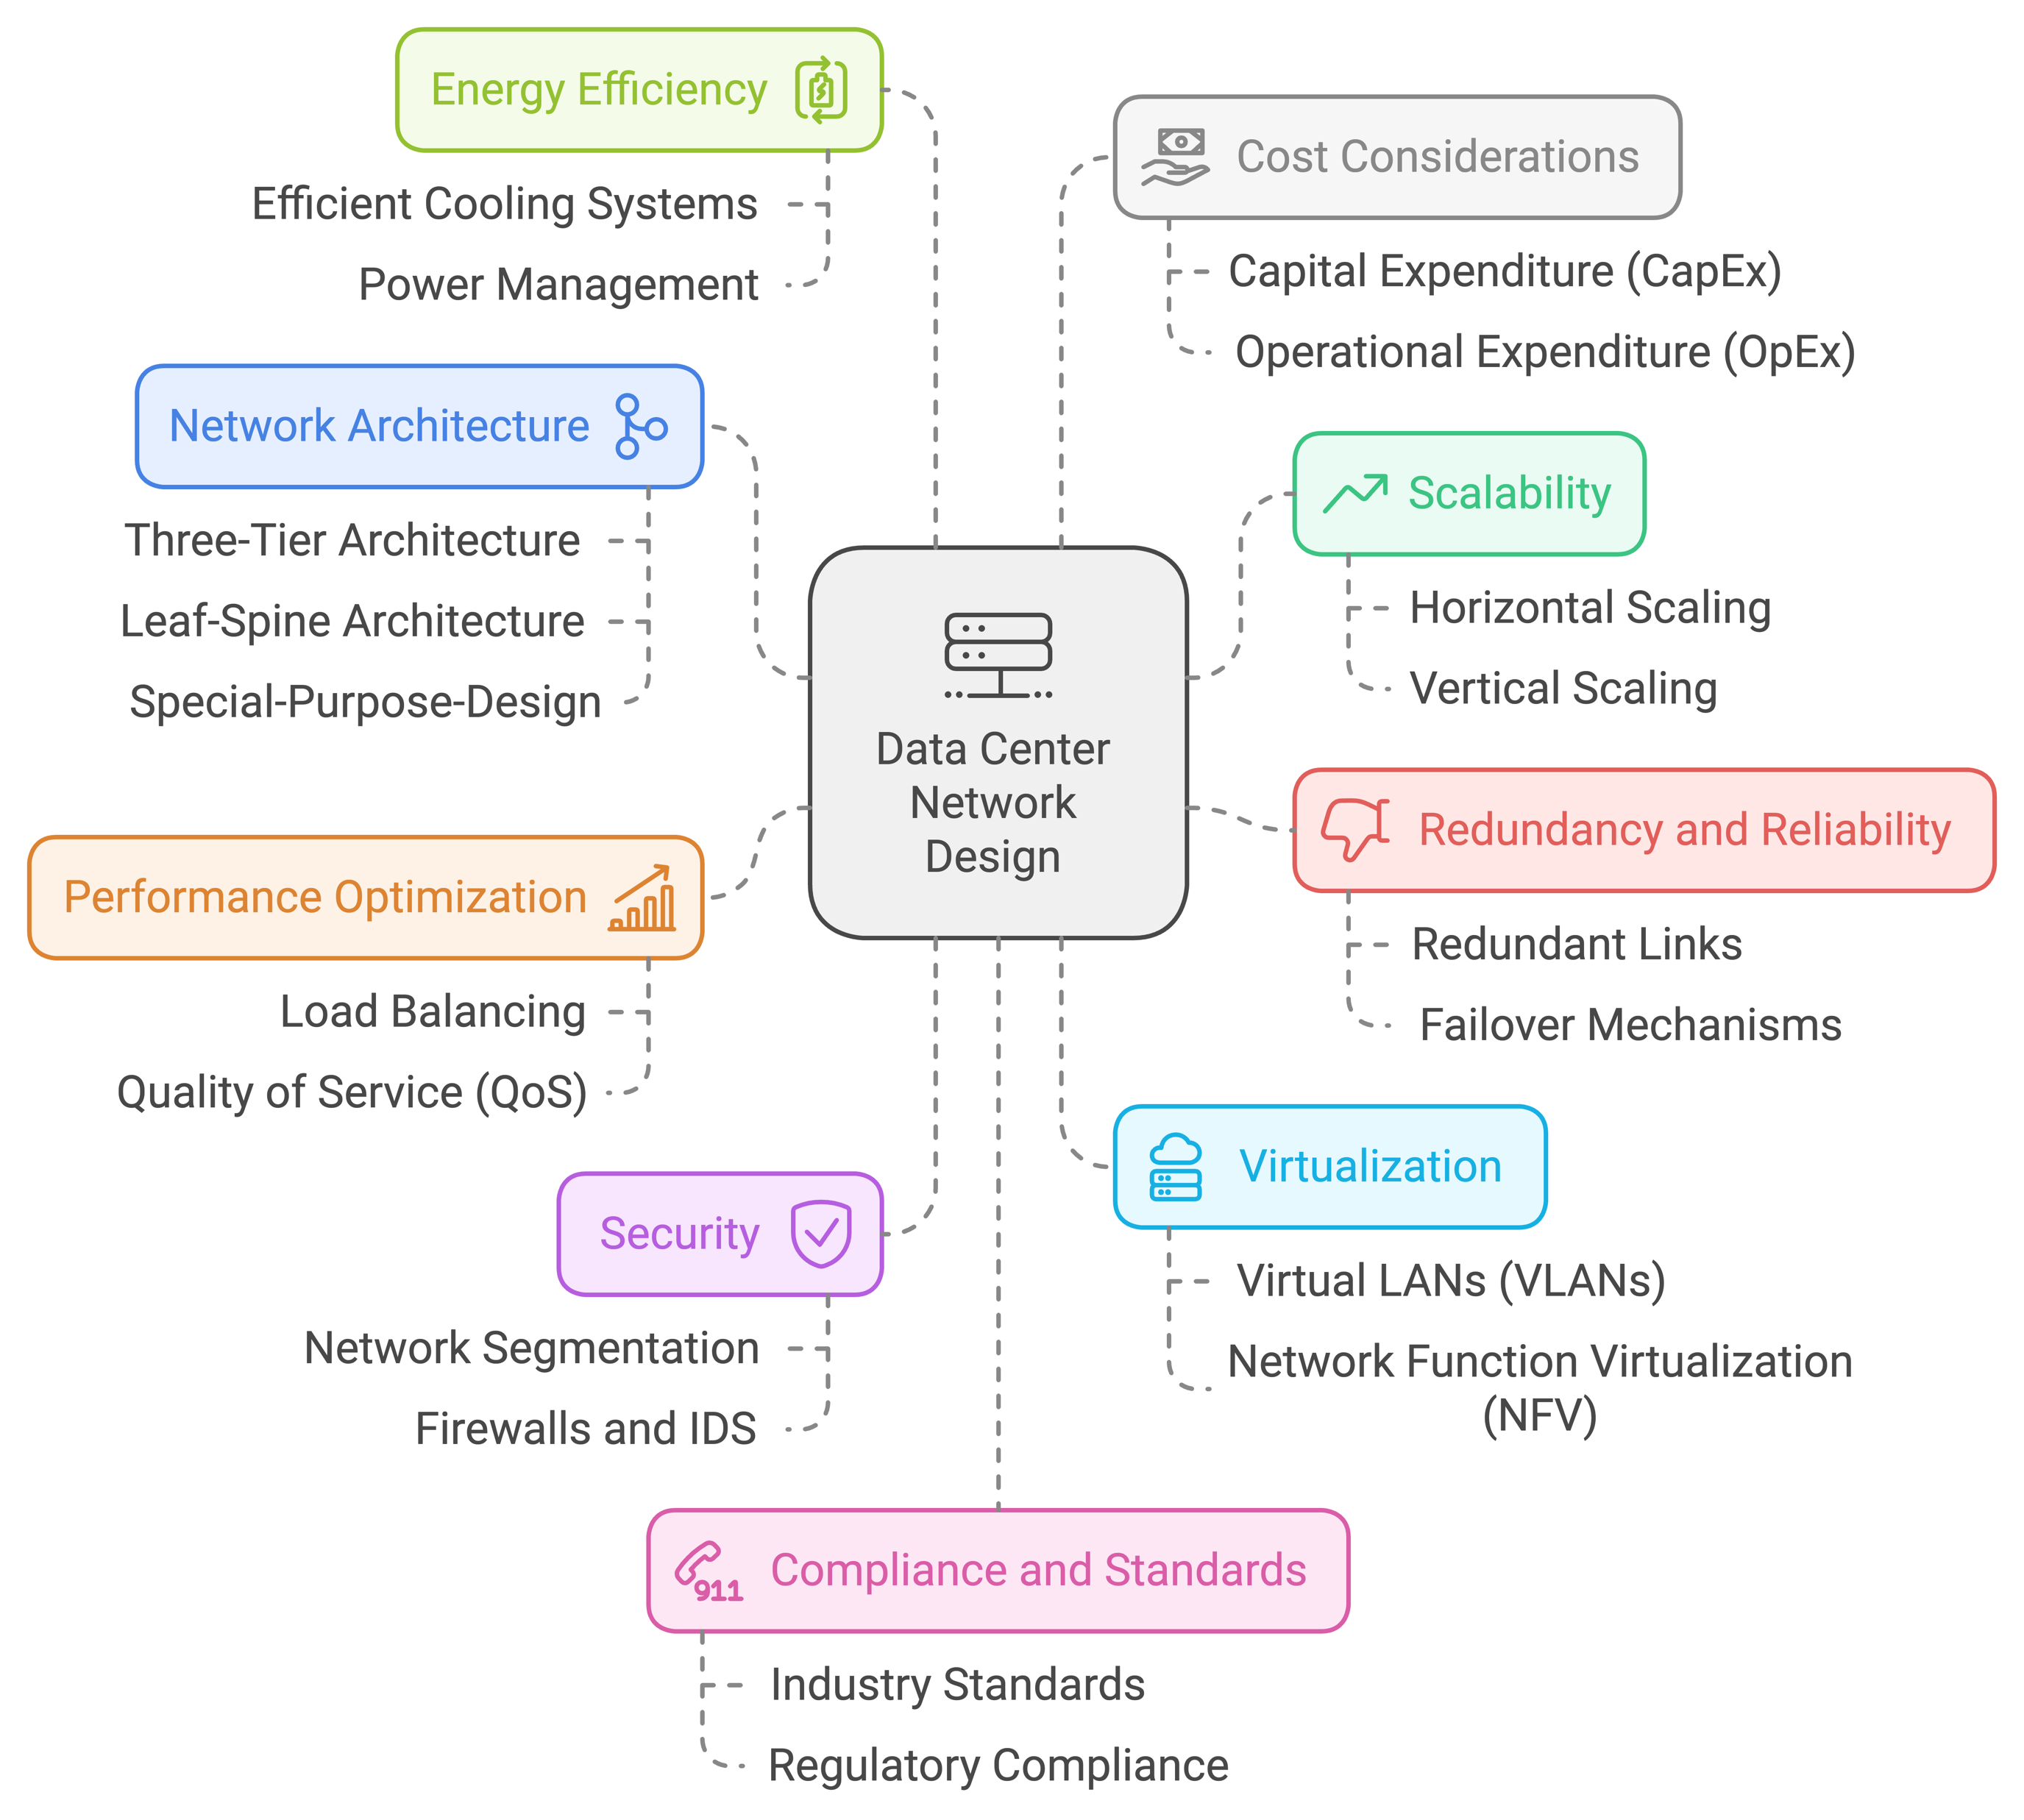 Energy Efficiency
Efficient Cooling Systems
Power Management
Cost Considerations
Capital Expenditure (CapEx)
Operational Expenditure (OpEx)
Network Architecture
Three-Tier Architecture
Leaf-Spine Architecture
Special-Purpose-Design
Scalability
Horizontal Scaling
Vertical Scaling
Data Center
Network
Design
Performance Optimization
Load Balancing
Quality of Service (QoS)
Redundancy and Reliability
Redundant Links
Failover Mechanisms
Security
Network Segmentation
Firewalls and IDS
Virtualization
Virtual LANs (VLANs)
Network Function Virtualization
(NFV)
911
Compliance and Standards
Industry Standards
Regulatory Compliance